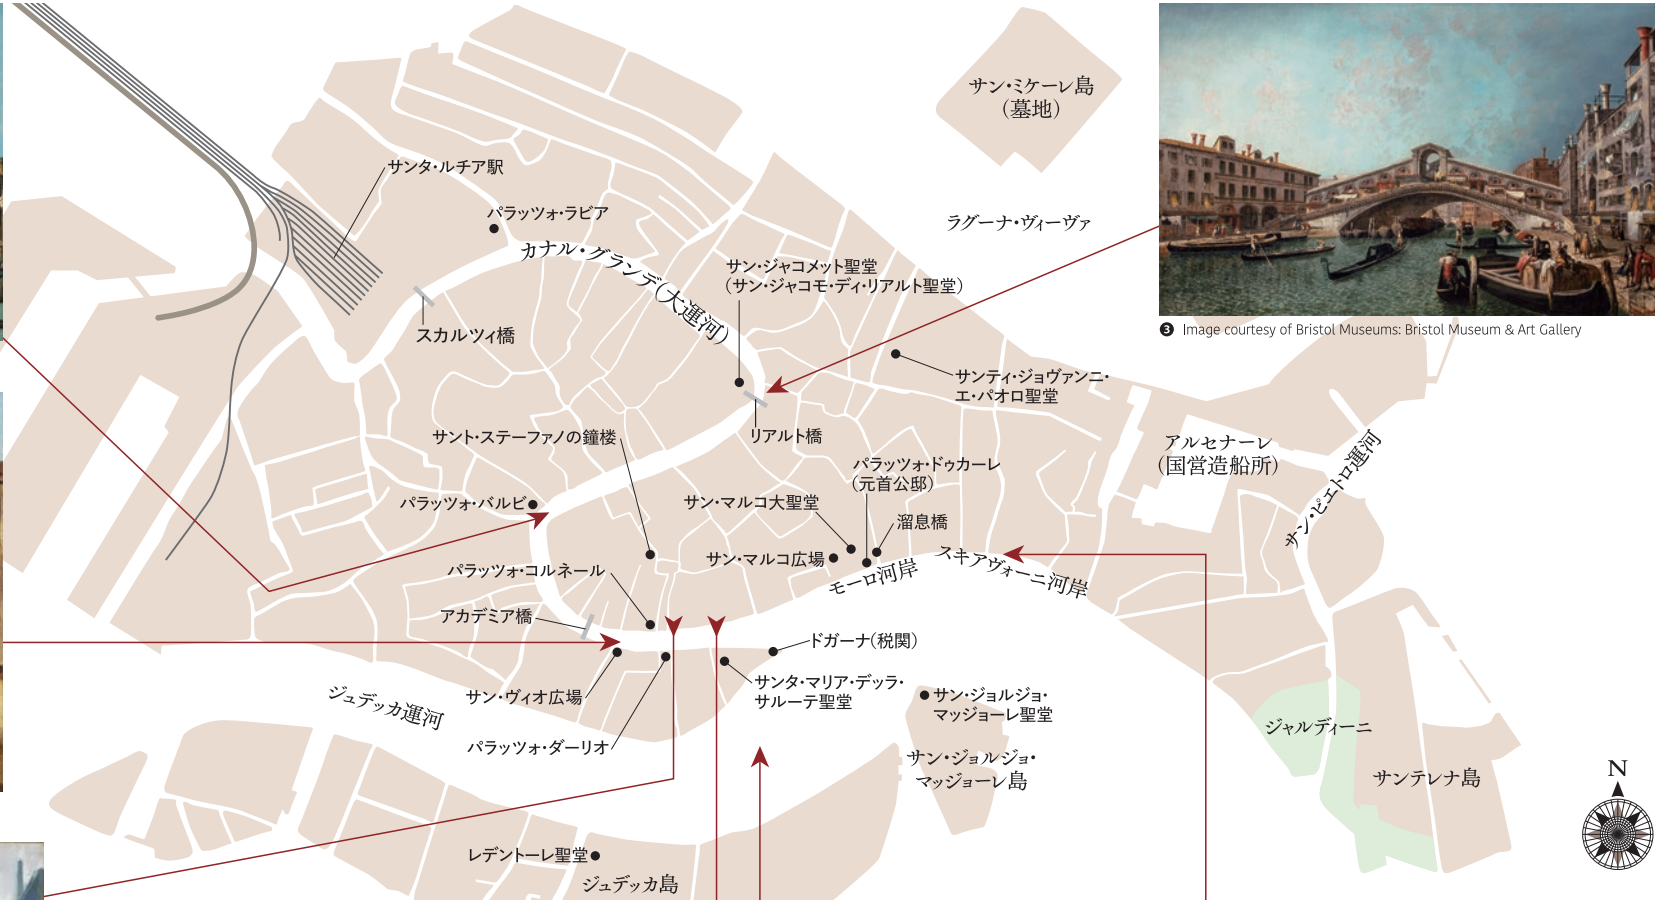 サン・ミケーレ島
（墓地）
サンタ・ルチア駅
パラッツォ・ラビア
ラグーナ・ヴィーヴァ
カナル・グランデ（大運河）
サン・ジャコメット聖堂
（サン・ジャコモ・ディ・リアルト聖堂）
スカルツィ橋
❸ Image courtesy of Bristol Museums: Bristol Museum & Art Gallery
サンティ・ジョヴァンニ・
エ・パオロ聖堂
サント・ステーファノの鐘楼
リアルト橋
アルセナーレ
（国営造船所）
サン・ピエトロ運河
パラッツォ・ドゥカーレ
（元首公邸）
パラッツォ・バルビ
サン・マルコ大聖堂
溜息橋
サン・マルコ広場
モーロ河岸
スキアヴォーニ河岸
パラッツォ・コルネール
アカデミア橋
ドガーナ（税関）
サン・ヴィオ広場
サンタ・マリア・デッラ・
サルーテ聖堂
サン・ジョルジョ・
マッジョーレ聖堂
ジュデッカ運河
パラッツォ・ダーリオ
サン・ジョルジョ・
マッジョーレ島
ジャルディーニ
サンテレナ島
N
レデントーレ聖堂
ジュデッカ島